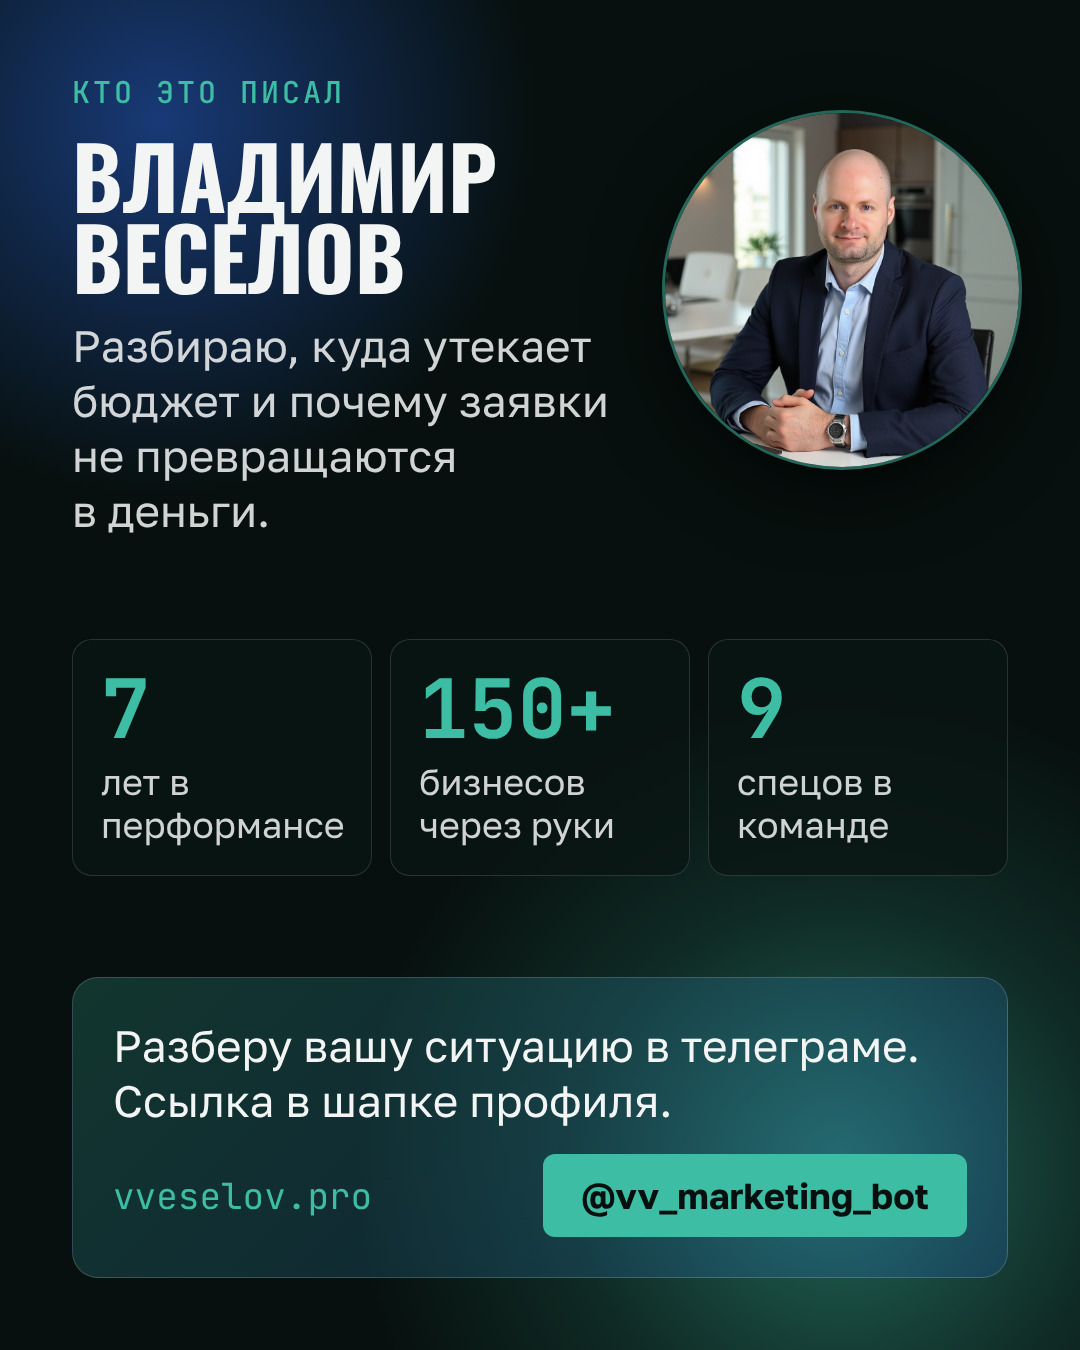 КТО ЭТО ПИСАЛ
ВЛАДИМИР
ВЕСЕЛОВ
Разбираю, куда утекает
бюджет и почему заявки
не превращаются
в деньги.
7
лет в
перформансе
150+
бизнесов
через руки
9
спецов в
команде
Разберу вашу ситуацию в телеграме.
Ссылка в шапке профиля.
vveselov.pro
@vv_marketing_bot